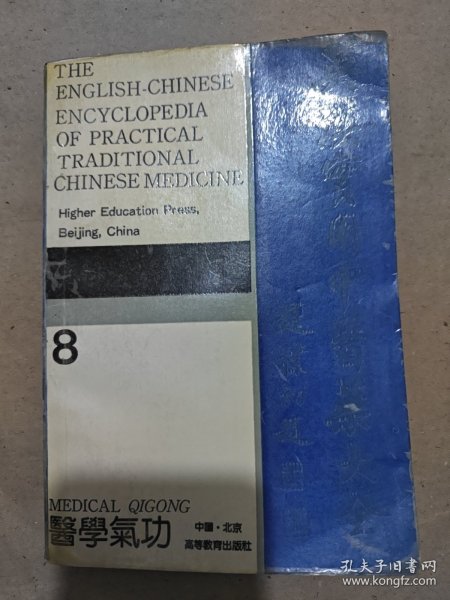 THE
ENGLISH-CHINESE
ENCYCLOPEDIA
OF PRACTICAL
TRADITIONAL
CHINESE MEDICINE
Higher Education Press,
Beijing, China
8
MEDICAL QIGONG
醫學氣功
中國·北京
高等教育出版社
孔夫子旧书网
www.kongfz.com